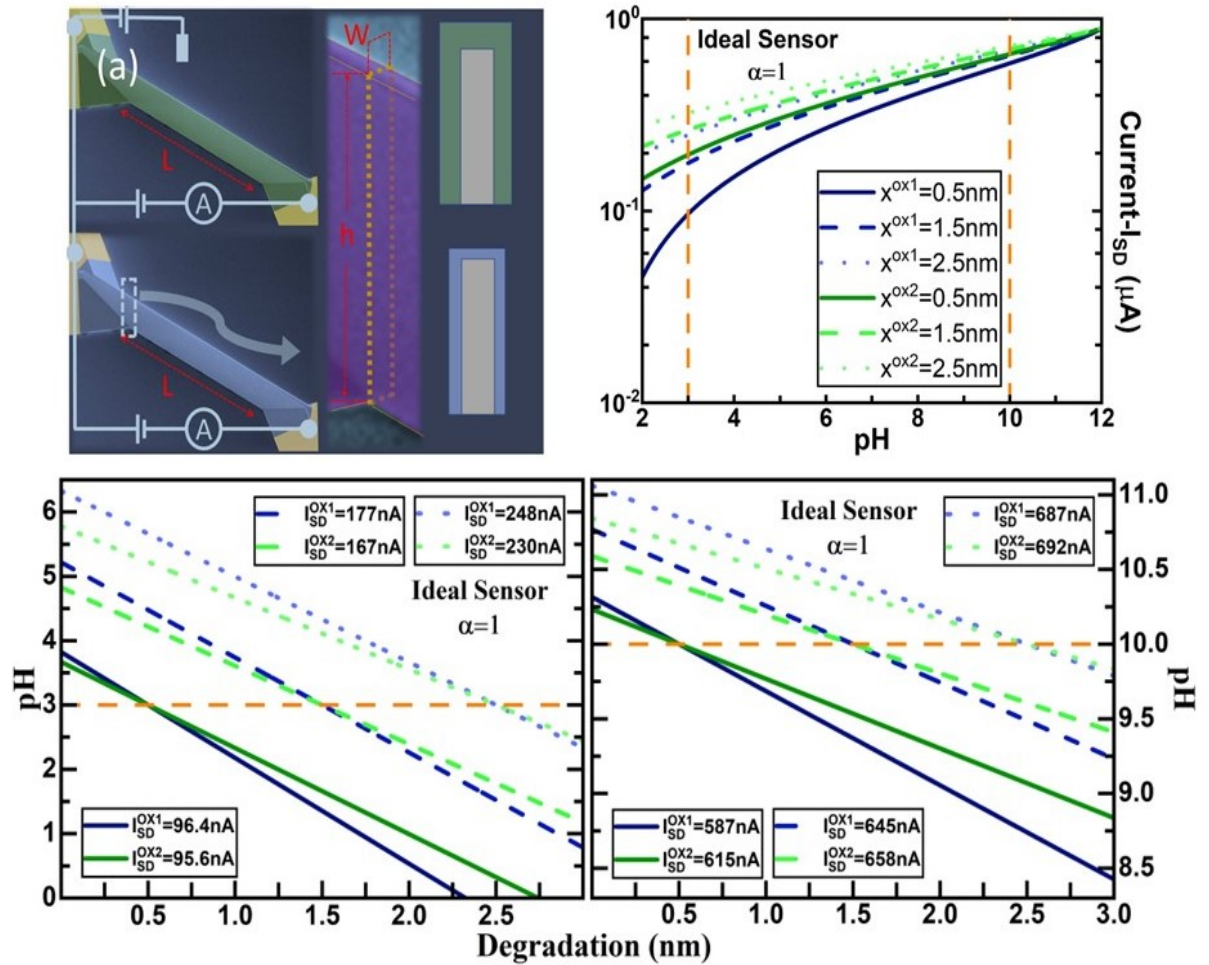 (a)
L
A
L
A
W
h
Ideal Sensor
α=1
10⁰
10⁻¹
10⁻²
x^ox1=0.5nm
x^ox1=1.5nm
x^ox1=2.5nm
x^ox2=0.5nm
x^ox2=1.5nm
x^ox2=2.5nm
2 4 6 8 10 12
pH
Current-I_SD (μA)
I_SD^OX1=177nA
I_SD^OX2=167nA
I_SD^OX1=248nA
I_SD^OX2=230nA
Ideal Sensor
α=1
I_SD^OX1=96.4nA
I_SD^OX2=95.6nA
pH
6
5
4
3
2
1
0
0.5 1.0 1.5 2.0 2.5
Ideal Sensor
α=1
I_SD^OX1=687nA
I_SD^OX2=692nA
I_SD^OX1=587nA
I_SD^OX2=615nA
I_SD^OX1=645nA
I_SD^OX2=658nA
11.0
10.5
10.0
9.5
9.0
8.5
pH
0.5 1.0 1.5 2.0 2.5 3.0
Degradation (nm)